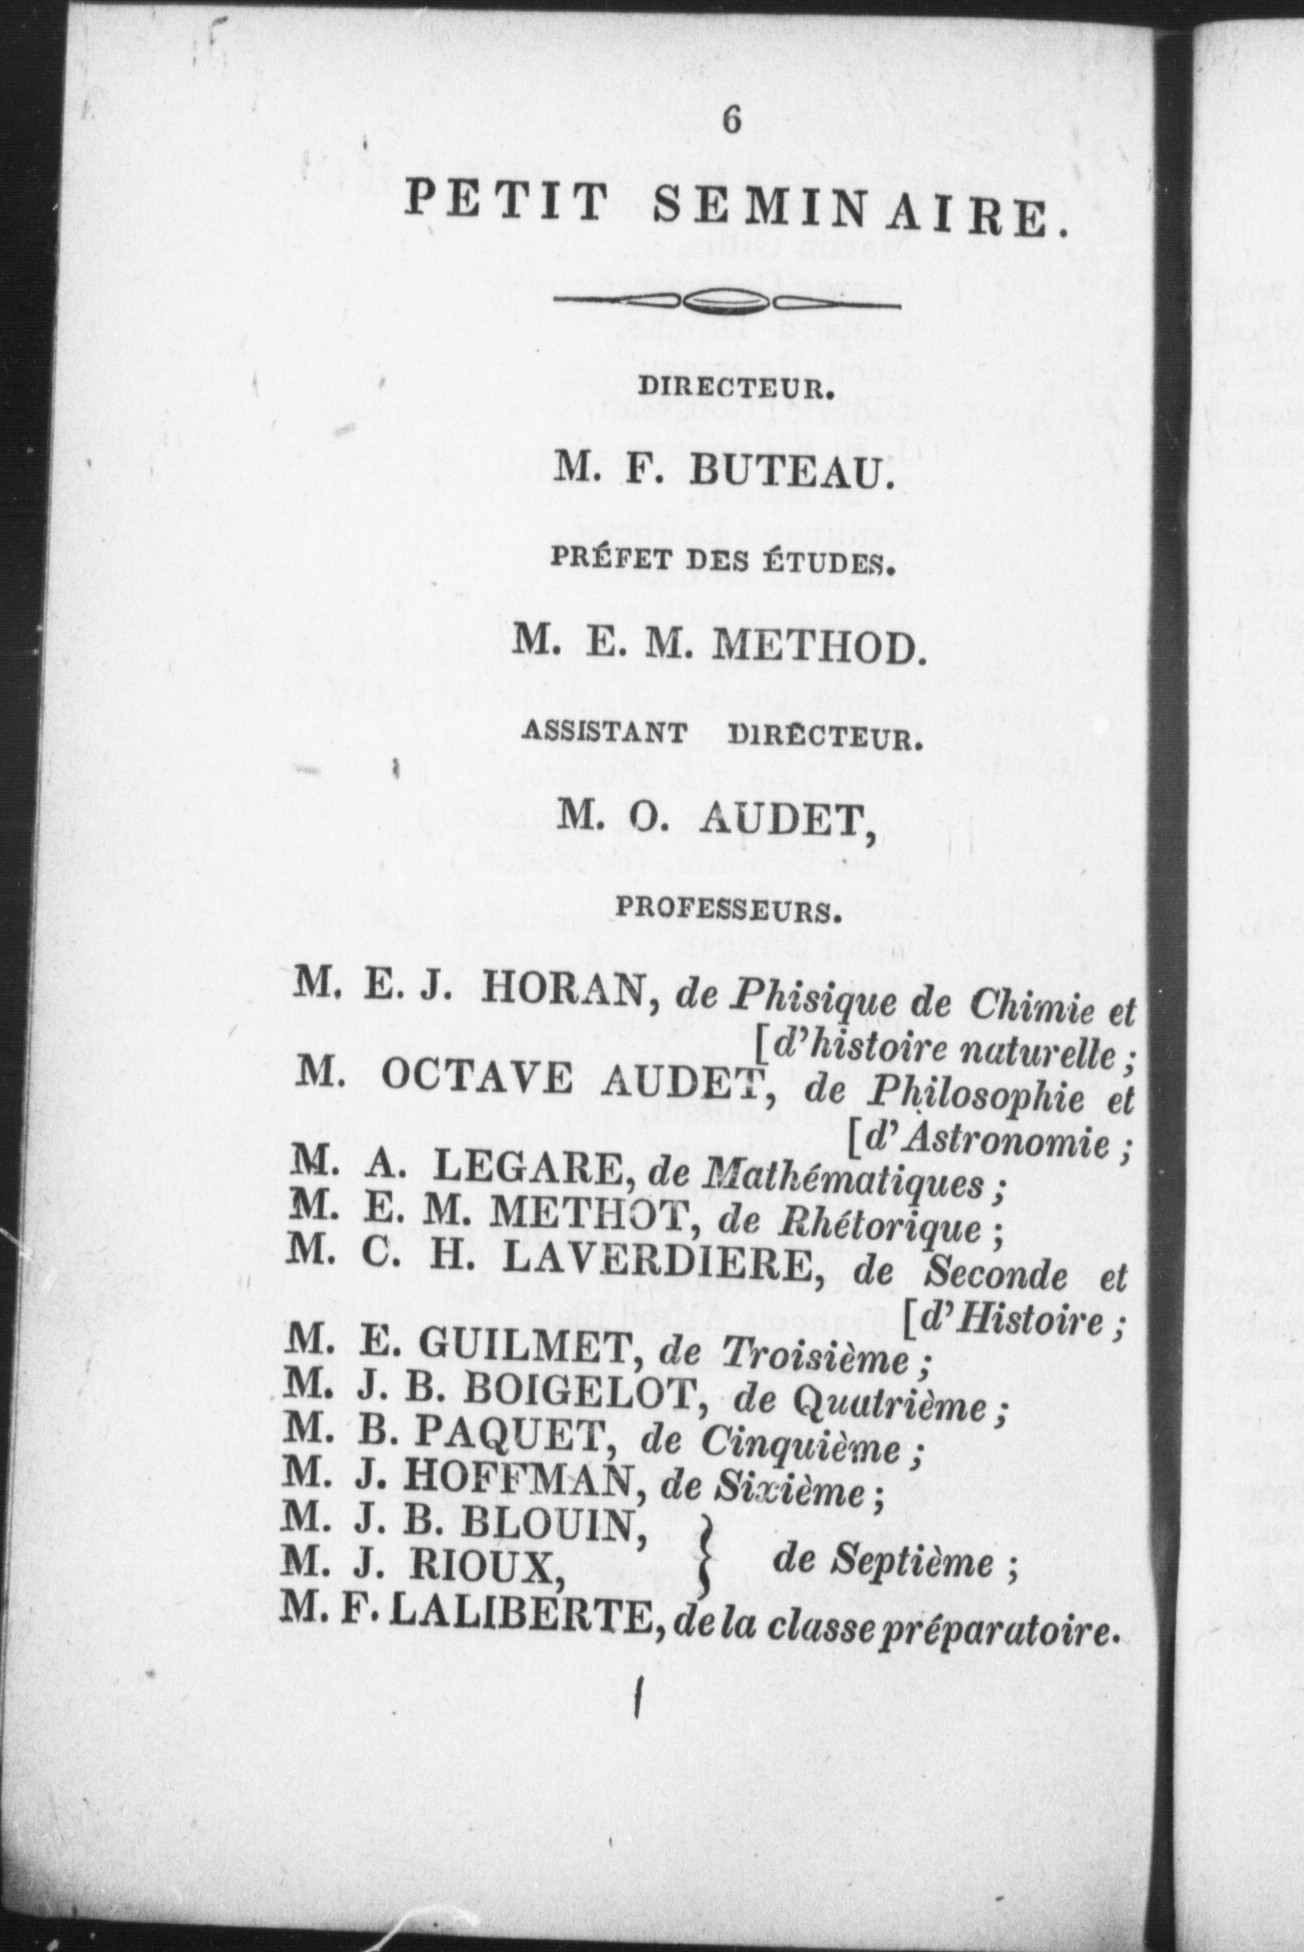 6
PETIT SEMINAIRE.
DIRECTEUR.
M. F. BUTEAU.
PRÉFET DES ÉTUDES.
M. E. M. METHOD.
ASSISTANT DIRECTEUR.
M. O. AUDET,
PROFESSEURS.
M. E. J. HORAN, de Phisique de Chimie et
[d'histoire naturelle ;
M. OCTAVE AUDET, de Philosophie et
[d'Astronomie ;
M. A. LEGARE, de Mathématiques ;
M. E. M. METHOT, de Rhétorique ;
M. C. H. LAVERDIERE, de Seconde et
[d'Histoire ;
M. E. GUILMET, de Troisième ;
M. J. B. BOIGELOT, de Quatrième ;
M. B. PAQUET, de Cinquième ;
M. J. HOFFMAN, de Sixième ;
M. J. B. BLOUIN,
M. J. RIOUX, } de Septième ;
M. F. LALIBERTE, de la classe préparatoire.